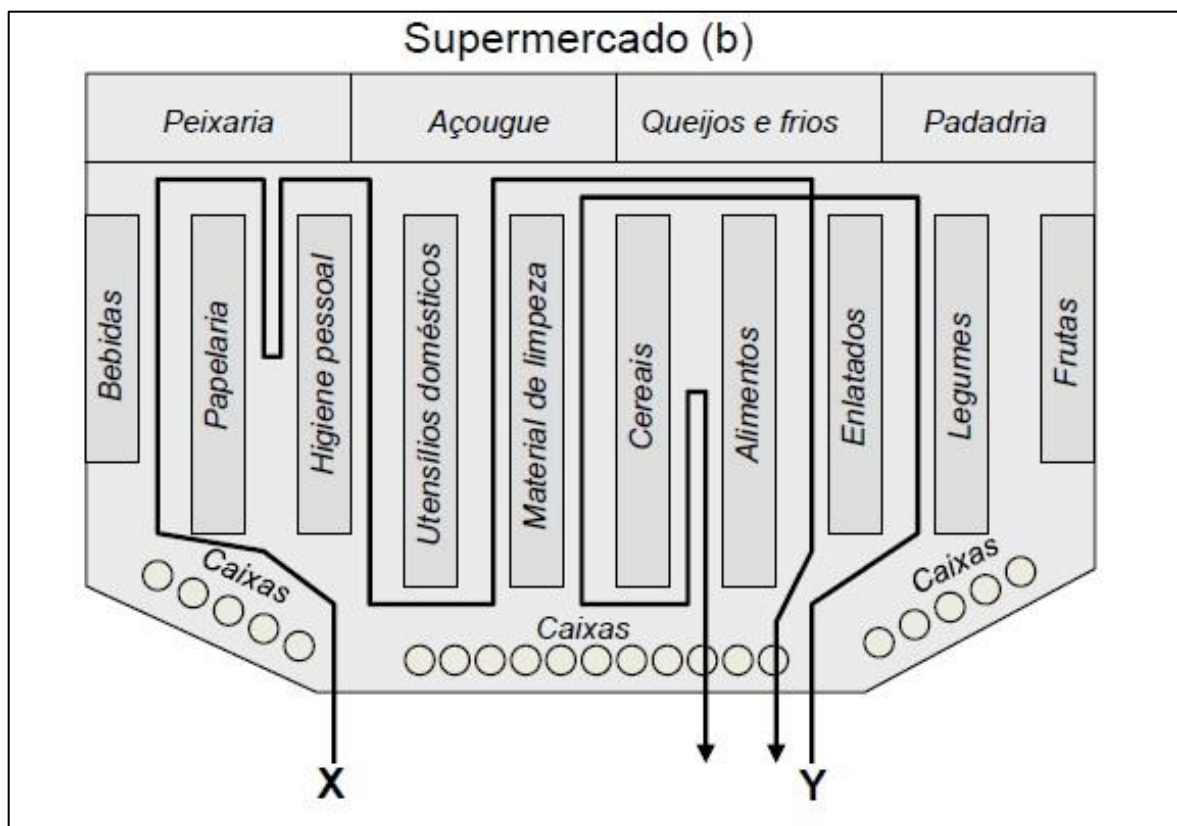 Supermercado (b)
Peixaria
Açougue
Queijos e frios
Padadria
Bebidas
Papelaria
Higiene pessoal
Utensílios domésticos
Material de limpeza
Cereais
Alimentos
Enlatados
Legumes
Frutas
Caixas
Caixas
Caixas
X
Y